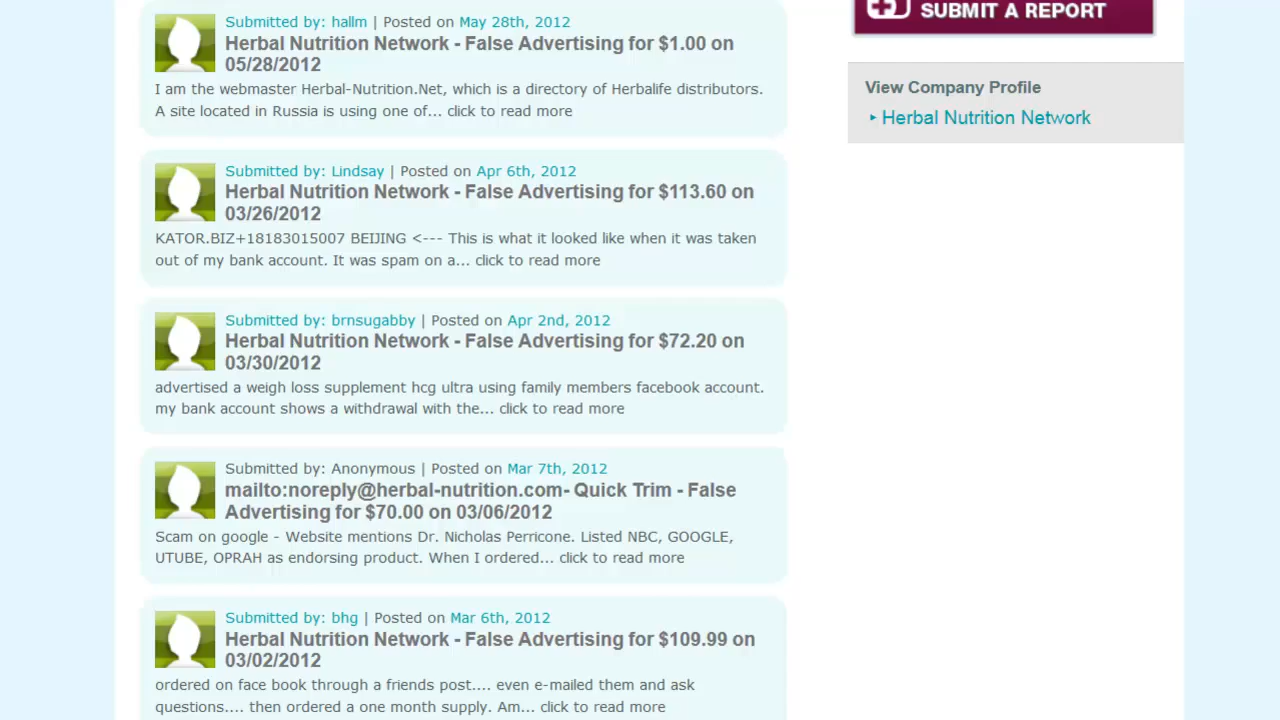 SUBMIT A REPORT
Submitted by: hallm | Posted on May 28th, 2012
Herbal Nutrition Network - False Advertising for $1.00 on
05/28/2012
I am the webmaster Herbal-Nutrition.Net, which is a directory of Herbalife distributors.
A site located in Russia is using one of... click to read more
View Company Profile
Herbal Nutrition Network
Submitted by: Lindsay | Posted on Apr 6th, 2012
Herbal Nutrition Network - False Advertising for $113.60 on
03/26/2012
KATOR.BIZ+18183015007 BEIJING <--- This is what it looked like when it was taken
out of my bank account. It was spam on a... click to read more
Submitted by: brnsugabby | Posted on Apr 2nd, 2012
Herbal Nutrition Network - False Advertising for $72.20 on
03/30/2012
advertised a weigh loss supplement hcg ultra using family members facebook account.
my bank account shows a withdrawal with the... click to read more
Submitted by: Anonymous | Posted on Mar 7th, 2012
mailto:noreply@herbal-nutrition.com- Quick Trim - False
Advertising for $70.00 on 03/06/2012
Scam on google - Website mentions Dr. Nicholas Perricone. Listed NBC, GOOGLE,
UTUBE, OPRAH as endorsing product. When I ordered... click to read more
Submitted by: bhg | Posted on Mar 6th, 2012
Herbal Nutrition Network - False Advertising for $109.99 on
03/02/2012
ordered on face book through a friends post.... even e-mailed them and ask
questions.... then ordered a one month supply. Am... click to read more